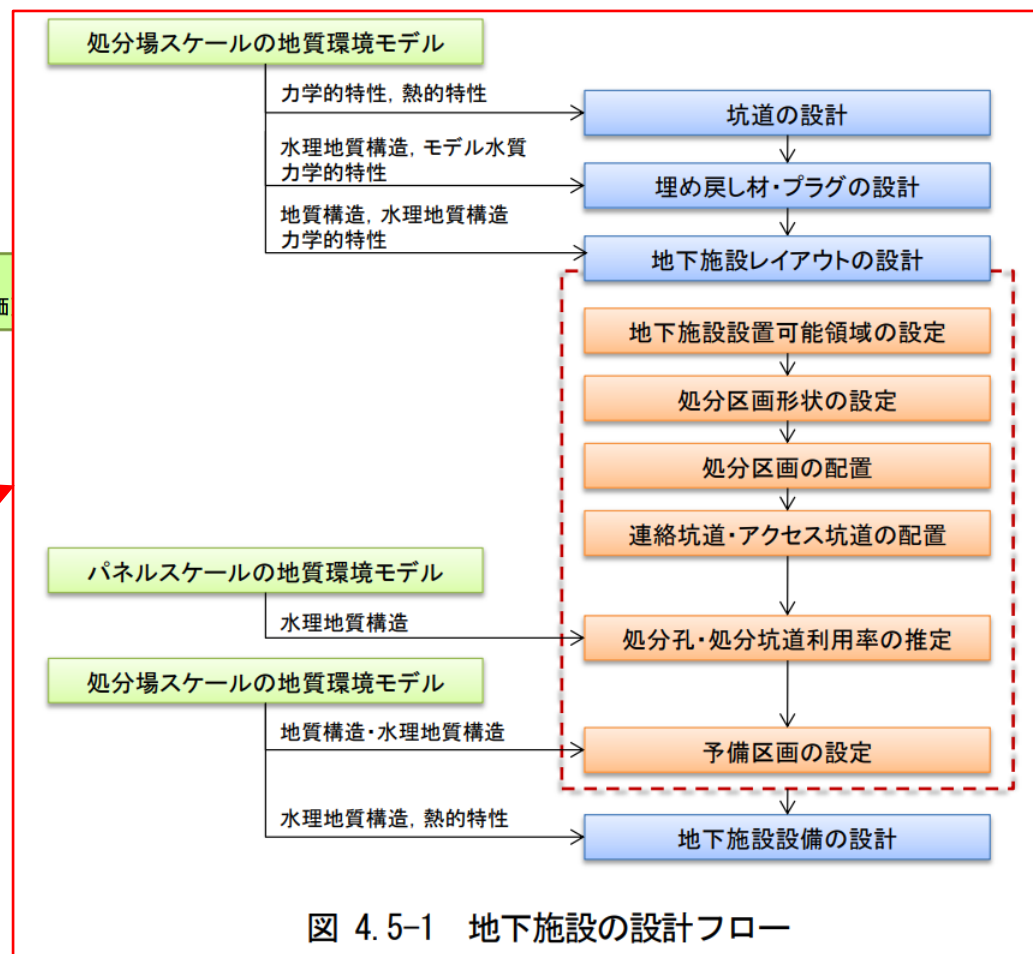 処分場スケールの地質環境モデル
力学的特性, 熱的特性
坑道の設計
水理地質構造, モデル水質
力学的特性
埋め戻し材・プラグの設計
地質構造, 水理地質構造
力学的特性
地下施設レイアウトの設計
価
地下施設設置可能領域の設定
処分区画形状の設定
処分区画の配置
連絡坑道・アクセス坑道の配置
パネルスケールの地質環境モデル
水理地質構造
処分孔・処分坑道利用率の推定
処分場スケールの地質環境モデル
地質構造・水理地質構造
予備区画の設定
水理地質構造, 熱的特性
地下施設設備の設計
図 4.5-1 地下施設の設計フロー